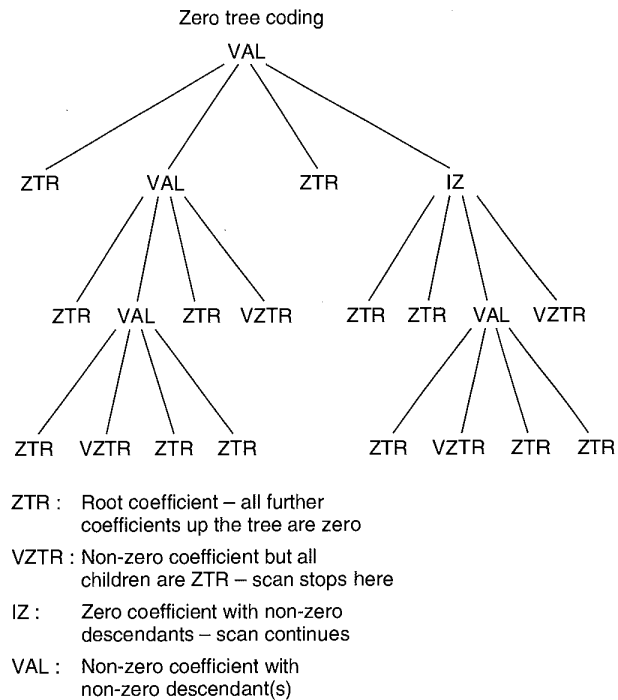 Zero tree coding
VAL
ZTR VAL ZTR IZ
ZTR VAL ZTR VZTR ZTR ZTR VAL VZTR
ZTR VZTR ZTR ZTR ZTR VZTR ZTR ZTR
ZTR : Root coefficient – all further
coefficients up the tree are zero
VZTR : Non-zero coefficient but all
children are ZTR – scan stops here
IZ : Zero coefficient with non-zero
descendants – scan continues
VAL : Non-zero coefficient with
non-zero descendant(s)